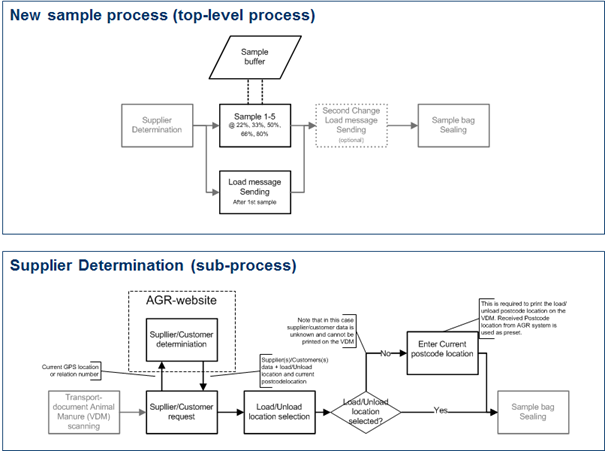 New sample process (top-level process)
Sample
buffer
Supplier
Determination
Sample 1-5
@ 22%, 33%, 50%,
66%, 80%
Load message
Sending
After 1st sample
Second Change
Load message
Sending
(optional)
Sample bag
Sealing
Supplier Determination (sub-process)
AGR-website
Supllier/Customer
determiniation
Current GPS location
or relation number
Supplier(s)/Customers(s)
data + load/Unload
location and current
postcodelocation
Transport-
document Animal
Manure (VDM)
scanning
Supllier/Customer
request
Load/Unload
location selection
Note that in this case
supplier/customer data is
unknown and cannot be
printed on the VDM
Load/Unload
location
selected?
No
Yes
Enter Current
postcode location
This is required to print the load/
unload postcode location on the
VDM. Received Postcode
location from AGR system is
used as preset.
Sample bag
Sealing